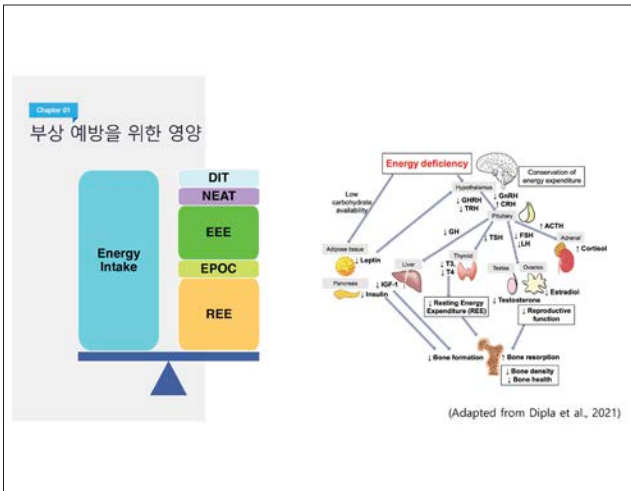 Chapter 01
부상 예방을 위한 영양
Energy Intake
DIT
NEAT
EEE
EPOC
REE
Energy deficiency
Conservation of
energy expenditure
Low
carbohydrate
availability
Hypothalamus
↓ GHRH
↓ TRH
↓ GnRH
↑ CRH
Pituitary
↓ GH
↓ TSH
↓ FSH
↓ LH
↑ ACTH
Adrenal
↑ Cortisol
Adipose tissue
↓ Leptin
Pancreas
↓ Insulin
Liver
↓ IGF-1
Thyroid
↓ T3,
↓ T4
Testes
↓ Testosterone
Ovaries
↓ Estradiol
↓ Resting Energy
Expenditure (REE)
↓ Reproductive
function
↓ Bone formation
↑ Bone resorption
↓ Bone density
↓ Bone health
(Adapted from Dipla et al., 2021)